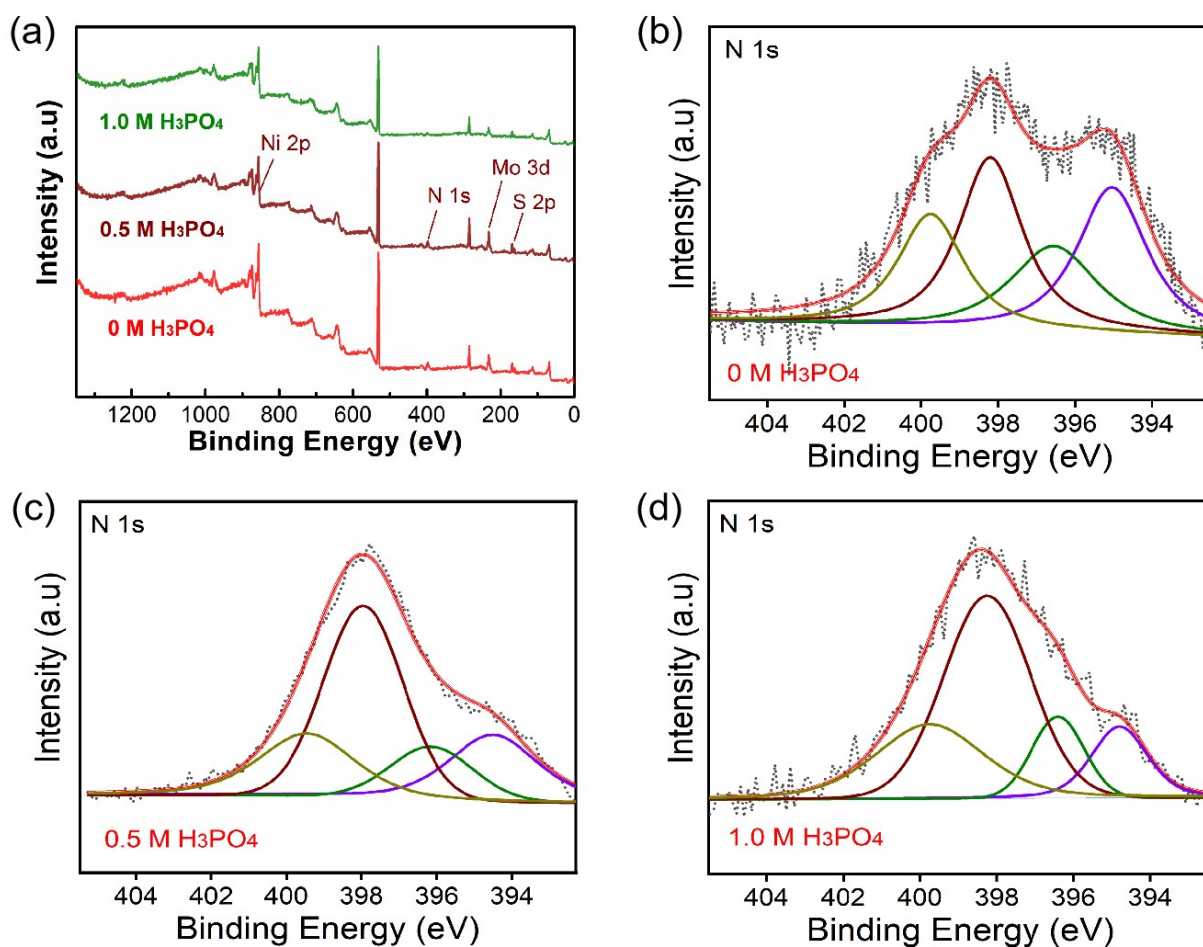 (a)
Intensity (a.u)
1.0 M H₃PO₄
Ni 2p
0.5 M H₃PO₄
N 1s
Mo 3d
S 2p
0 M H₃PO₄
1200 1000 800 600 400 200 0
Binding Energy (eV)
(b)
N 1s
Intensity (a.u)
0 M H₃PO₄
404 402 400 398 396 394
Binding Energy (eV)
(c)
N 1s
Intensity (a.u)
0.5 M H₃PO₄
404 402 400 398 396 394
Binding Energy (eV)
(d)
N 1s
Intensity (a.u)
1.0 M H₃PO₄
404 402 400 398 396 394
Binding Energy (eV)